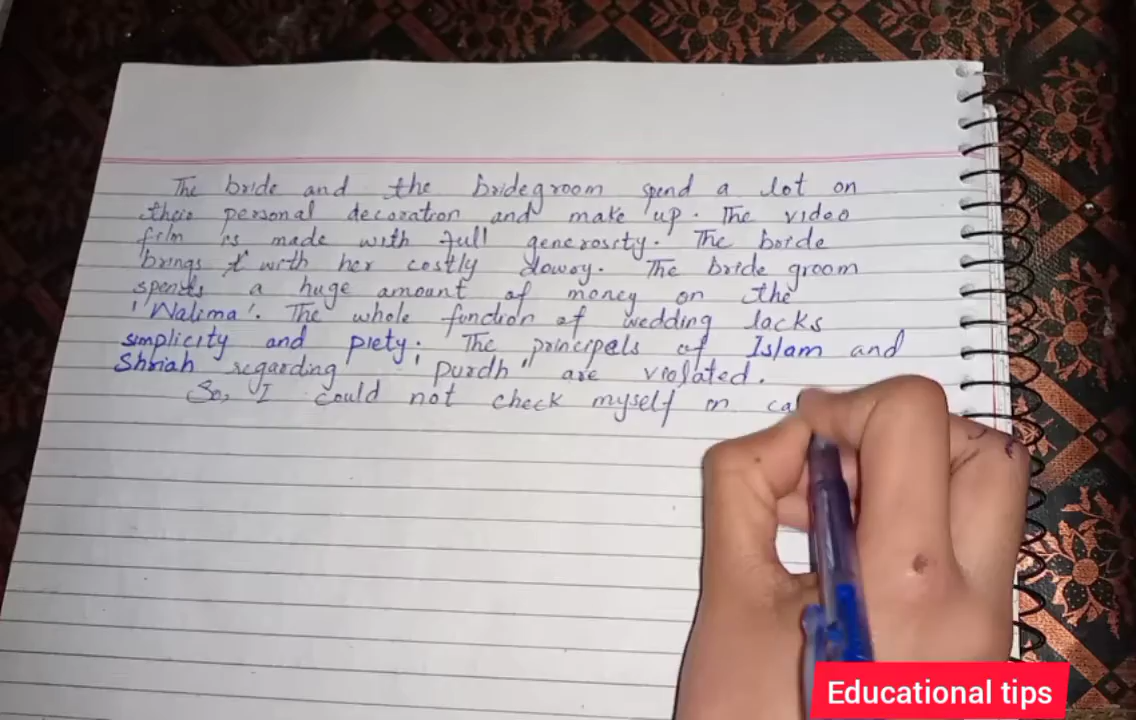 The bride and the bridegroom spend a lot on
their personal decoration and make up. The video
film is made with full generosity. The bride
brings with her costly dowry. The bride groom
spends a huge amount of money on the
'Walima'. The whole function of wedding lacks
simplicity and piety. The principels of Islam and
Shriah regarding 'purdh" are violated.
So, I could not check myself in
Educational tips